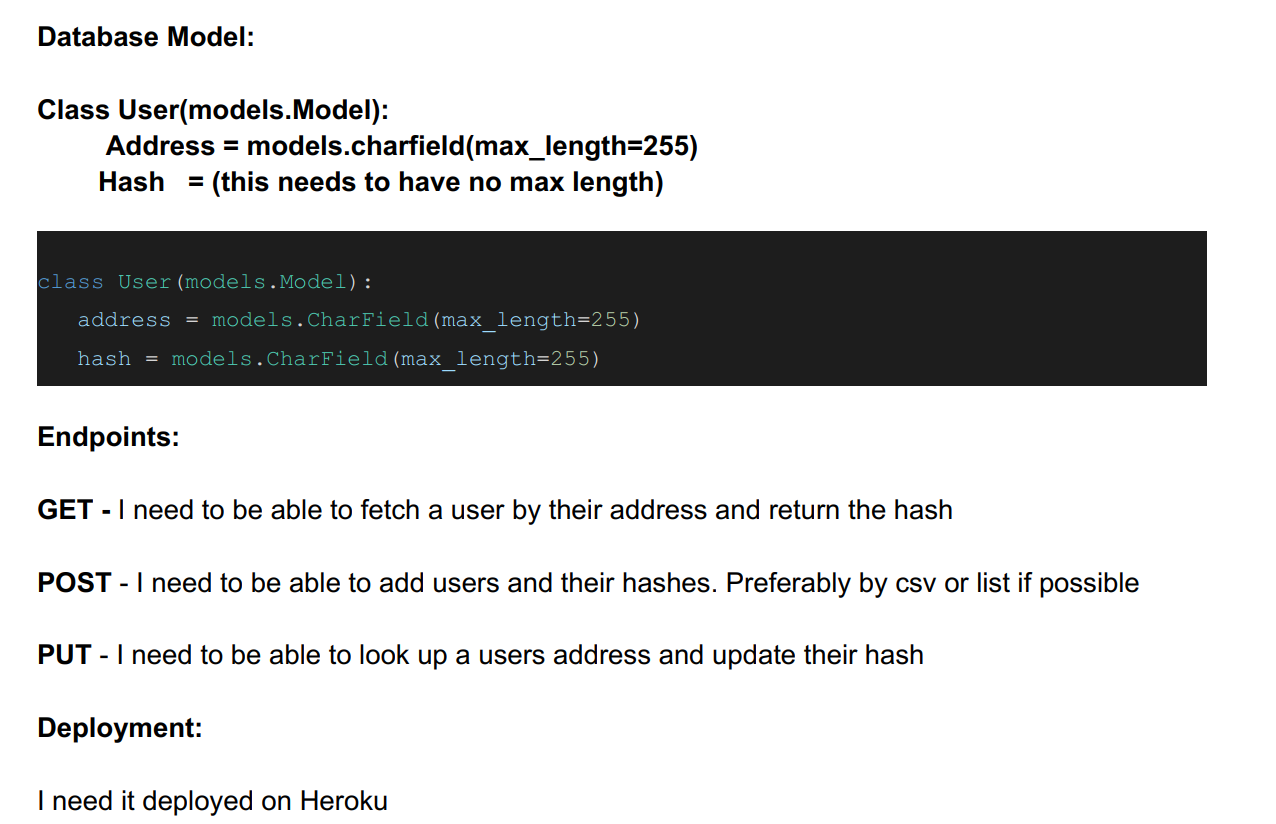 Database Model:
Class User(models.Model):
Address = models.charfield(max_length=255)
Hash = (this needs to have no max length)
class User(models.Model):
address = models.CharField(max_length=255)
hash = models.CharField(max_length=255)
Endpoints:
GET - I need to be able to fetch a user by their address and return the hash
POST - I need to be able to add users and their hashes. Preferably by csv or list if possible
PUT - I need to be able to look up a users address and update their hash
Deployment:
I need it deployed on Heroku